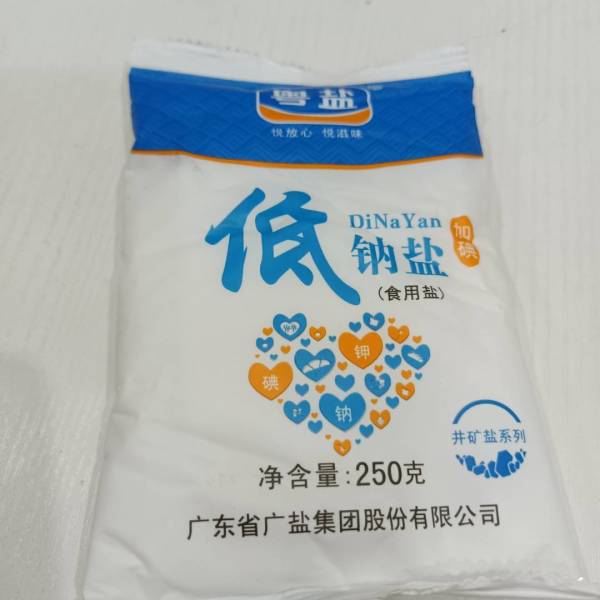 粤盐
悦放心 悦滋味
低
DiNaYan
钠盐
加碘
(食用盐)
钾
碘
钠
井矿盐系列
净含量:250克
广东省广盐集团股份有限公司